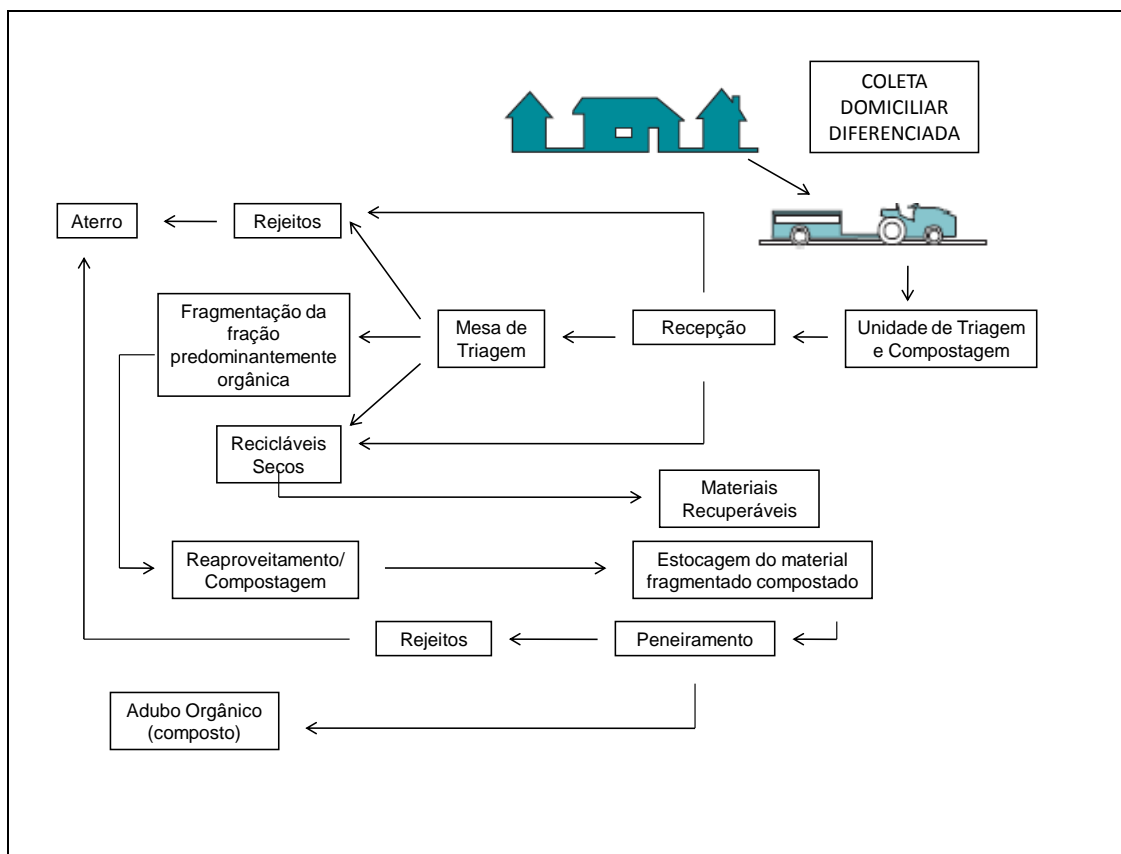 COLETA
DOMICILIAR
DIFERENCIADA
Aterro
Rejeitos
Fragmentação da
fração
predominantemente
orgânica
Mesa de
Triagem
Recepção
Unidade de Triagem
e Compostagem
Recicláveis
Secos
Materiais
Recuperáveis
Reaproveitamento/
Compostagem
Estocagem do material
fragmentado compostado
Rejeitos
Peneiramento
Adubo Orgânico
(composto)